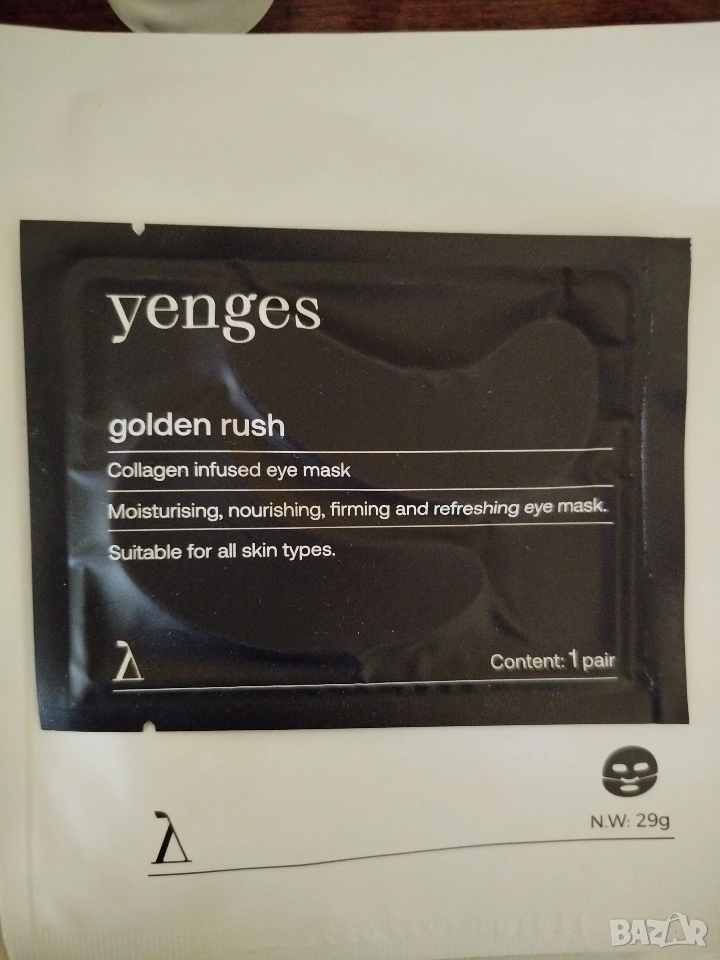 yenges
golden rush
Collagen infused eye mask
Moisturising, nourishing, firming and refreshing eye mask.
Suitable for all skin types.
λ
Content: 1 pair
N.W: 29g
λ
BAZAR